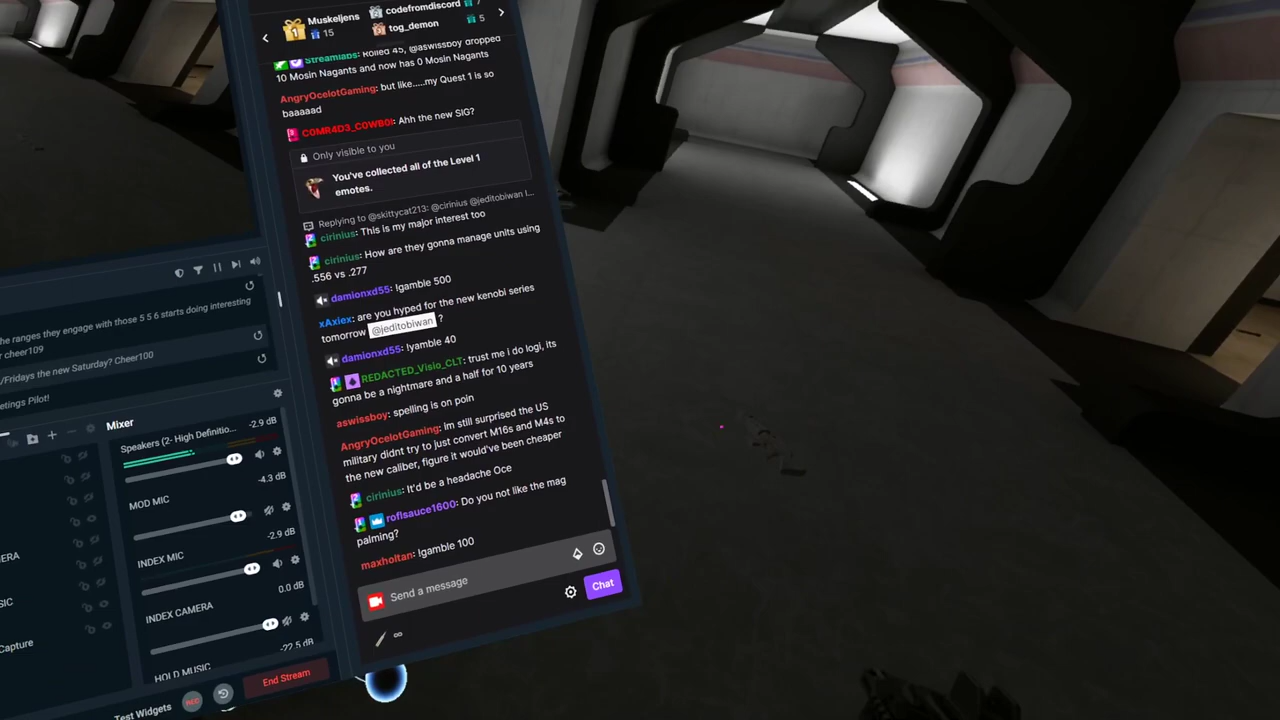 Muskeljens
15
codefromdiscord 7
tog_demon 5
Streamlabs: Rolled 45, @aswissboy dropped
10 Mosin Nagants and now has 0 Mosin Nagants
AngryOcelotGaming: but like.....my Quest 1 is so
baaaaad
C0MR4D3_C0WB0I: Ahh the new SIG?
Only visible to you
You've collected all of the Level 1
emotes.
Replying to @skittycat213: @cirinius @jeditobiwan I...
cirinius: This is my major interest too
cirinius: How are they gonna manage units using
.556 vs .277
damionxd55: !gamble 500
xAxiex: are you hyped for the new kenobi series
tomorrow @jeditobiwan ?
damionxd55: !yamble 40
REDACTED_Visio_CLT: trust me i do logi, its
gonna be a nightmare and a half for 10 years
aswissboy: spelling is on poin
AngryOcelotGaming: im still surprised the US
military didnt try to just convert M16s and M4s to
the new caliber, figure it would've been cheaper
cirinius: It'd be a headache Oce
roflsauce1600: Do you not like the mag
palming?
maxholtan: !gamble 100
Send a message
Chat
the ranges they engage with those 5 5 6 starts doing interesting
cheer109
/Fridays the new Saturday? Cheer100
eetings Pilot!
Mixer
Speakers (2- High Definitio... -2.9 dB
MOD MIC -4.3 dB
INDEX MIC -2.9 dB
INDEX CAMERA 0.0 dB
HOLD MUSIC -22.5 dB
ERA
SIC
Capture
Test Widgets REC End Stream